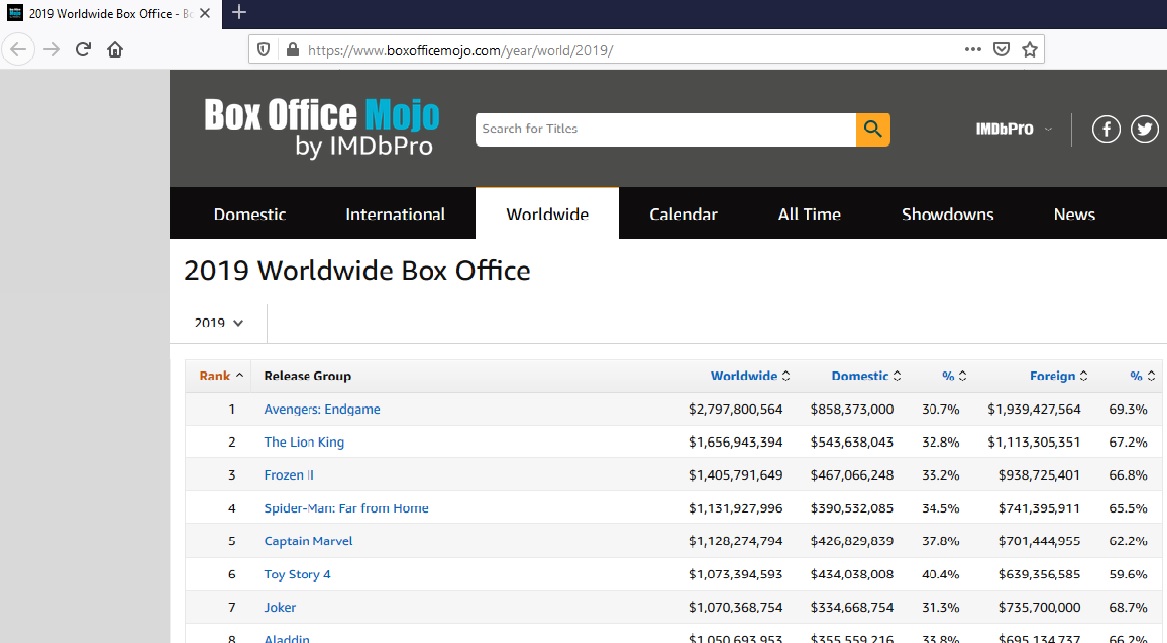 2019 Worldwide Box Office - Bo
https://www.boxofficemojo.com/year/world/2019/
Box Office Mojo
by IMDbPro
Search for Titles
IMDbPro
Domestic International Worldwide Calendar All Time Showdowns News
2019 Worldwide Box Office
2019
Rank Release Group Worldwide Domestic % Foreign %
1 Avengers: Endgame $2,797,800,564 $858,373,000 30.7% $1,939,427,564 69.3%
2 The Lion King $1,656,943,394 $543,638,043 32.8% $1,113,305,351 67.2%
3 Frozen II $1,405,791,649 $467,066,248 33.2% $938,725,401 66.8%
4 Spider-Man: Far from Home $1,131,927,996 $390,532,085 34.5% $741,395,911 65.5%
5 Captain Marvel $1,128,274,794 $426,829,839 37.8% $701,444,955 62.2%
6 Toy Story 4 $1,073,394,593 $434,038,008 40.4% $639,356,585 59.6%
7 Joker $1,070,368,754 $334,668,754 31.3% $735,700,000 68.7%
8 Aladdin $1,050,693,953 $355,559,216 33.8% $695,134,737 66.2%